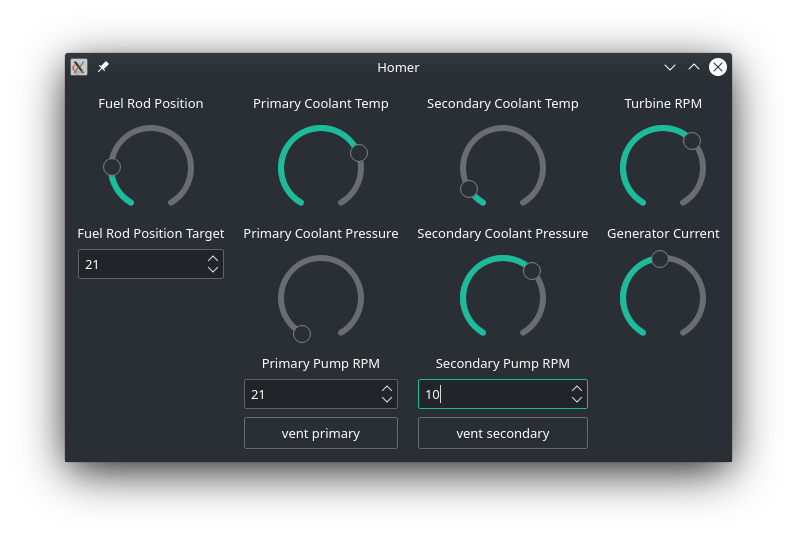 Homer
Fuel Rod Position
Primary Coolant Temp
Secondary Coolant Temp
Turbine RPM
Fuel Rod Position Target
Primary Coolant Pressure
Secondary Coolant Pressure
Generator Current
21
Primary Pump RPM
Secondary Pump RPM
21
10
vent primary
vent secondary